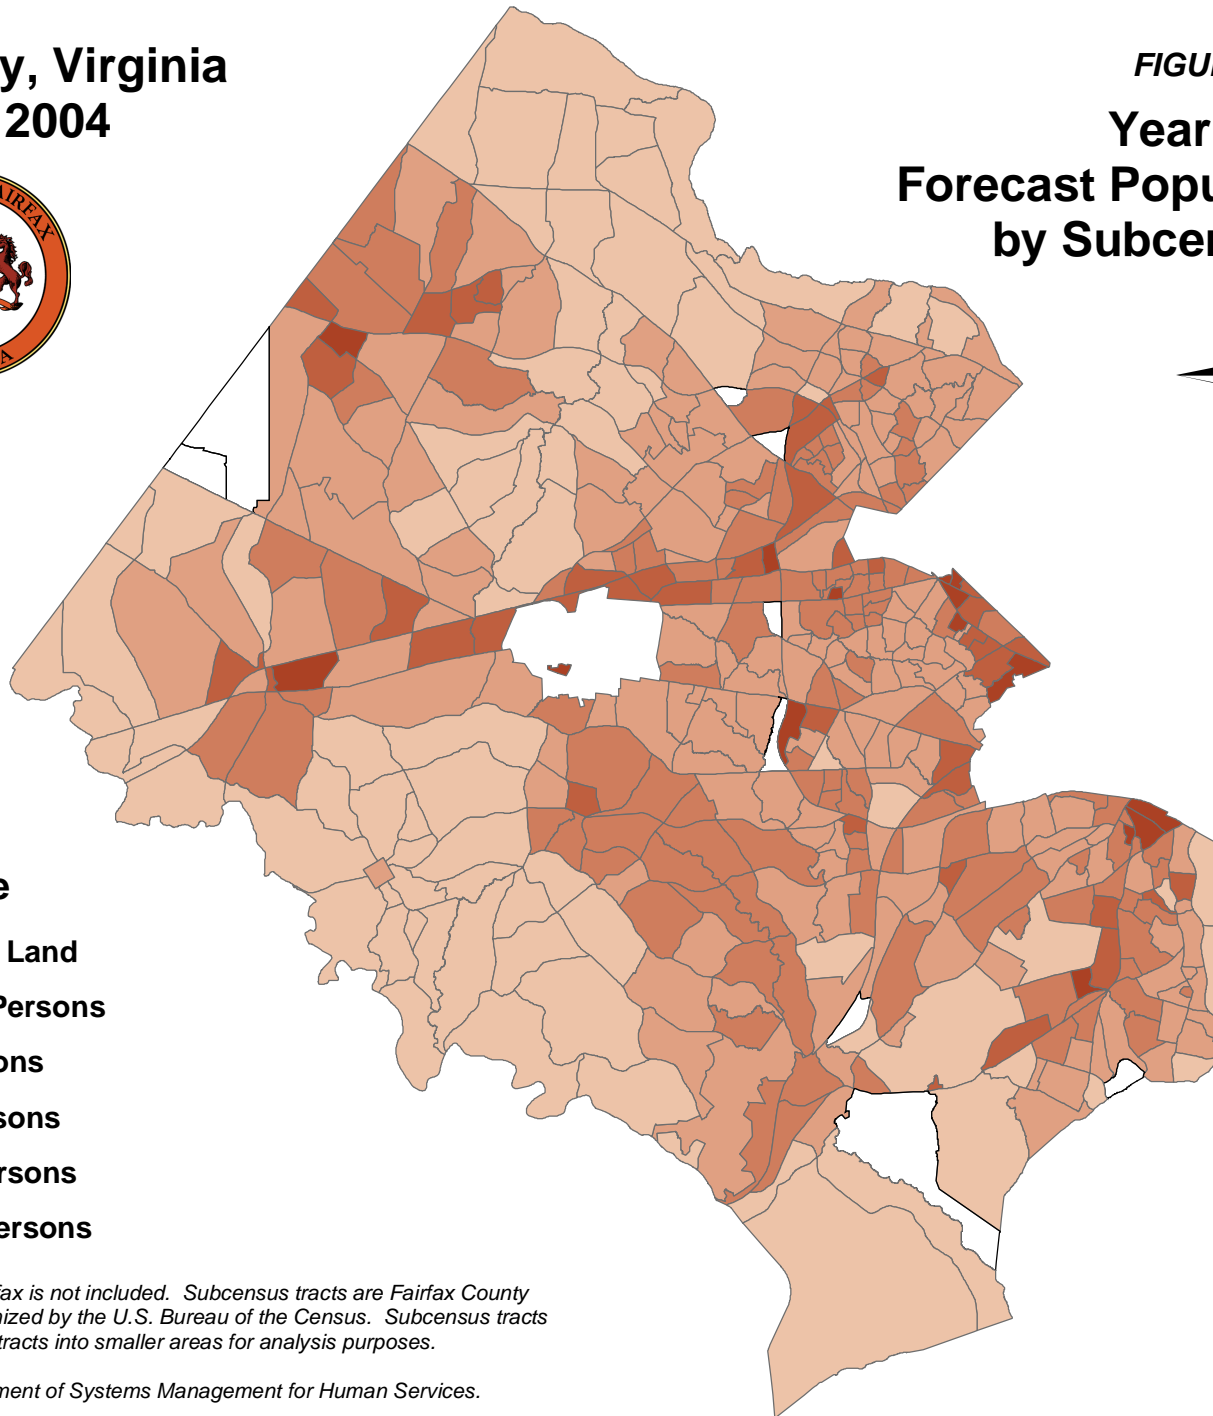 y, Virginia
2004
FAIRFAX
A
FIGU
Year
Forecast Popu
by Subce
e
Land
Persons
ons
sons
rsons
ersons
fax is not included. Subcensus tracts are Fairfax County
nized by the U.S. Bureau of the Census. Subcensus tracts
tracts into smaller areas for analysis purposes.
ment of Systems Management for Human Services.